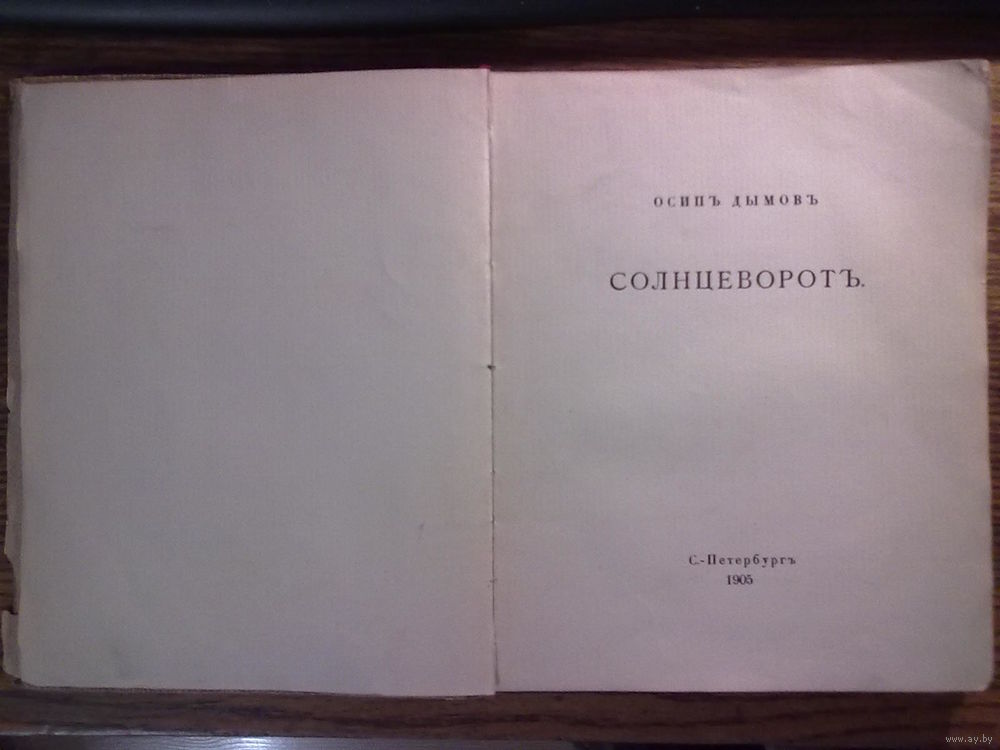 ОСИПЪ ДЫМОВЪ
СОЛНЦЕВОРОТЪ.
С.-Петербургъ
1905
www.ay.by